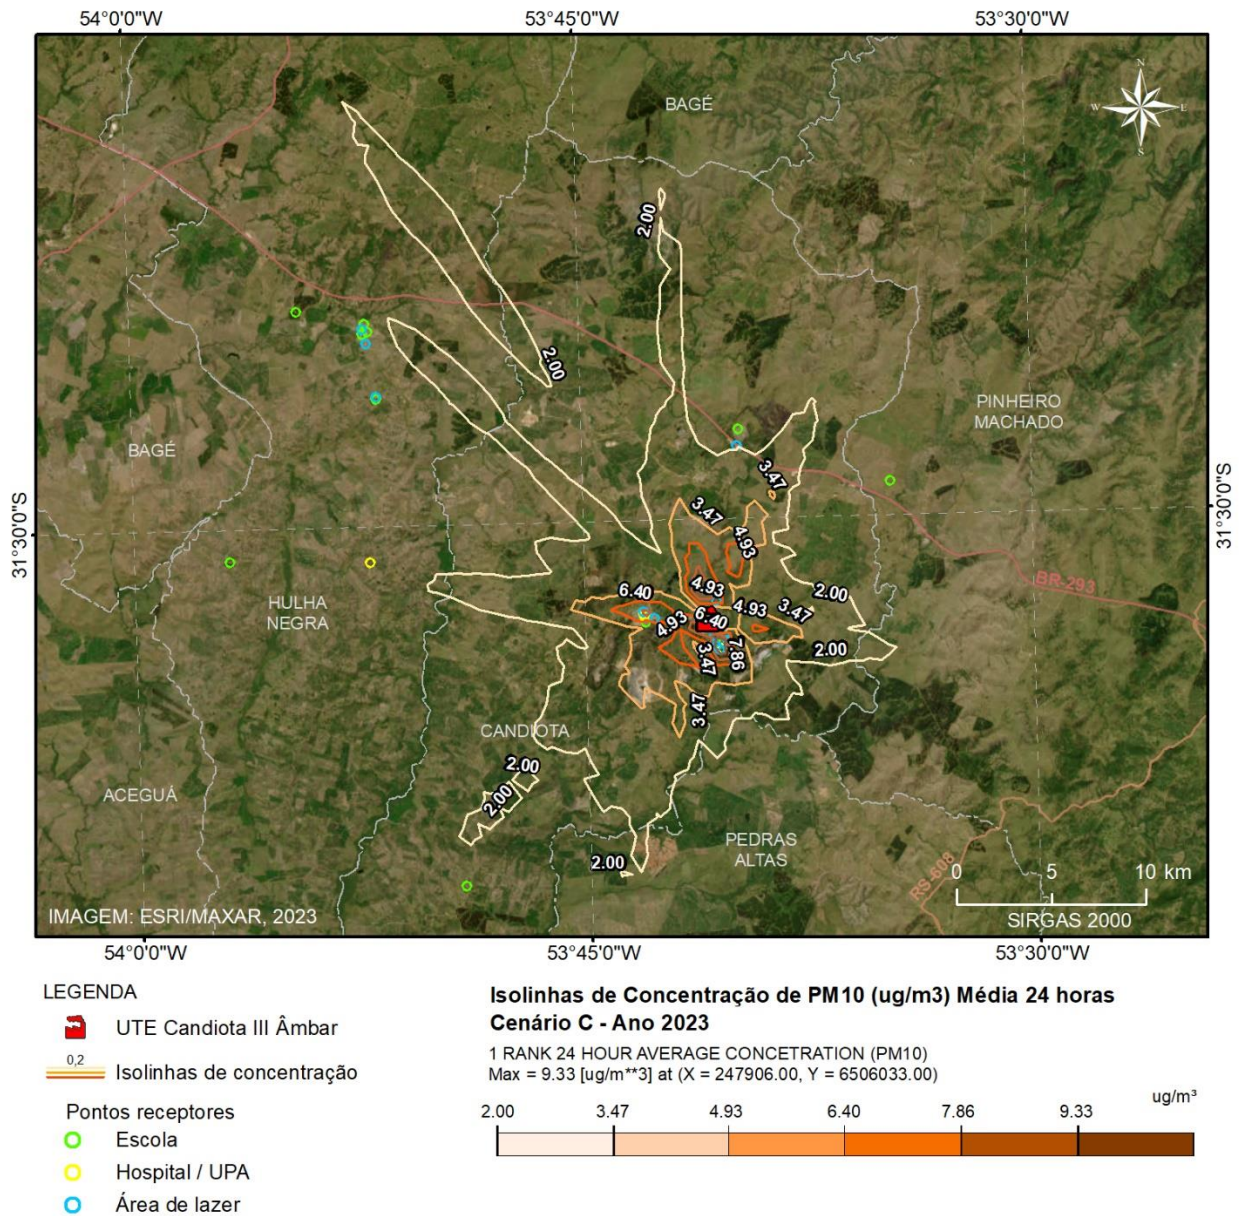 54°0'0"W
53°45'0"W
53°30'0"W
N
W
E
S
BAGÉ
2.00
2.00
PINHEIRO
MACHADO
BAGÉ
3.47
31°30'0"S
31°30'0"S
3.47
4.93
BR-293
HULHA
NEGRA
4.93
6.40
2.00
4.93
3.47
6.40
4.93
2.00
7.86
3.47
3.47
CANDIOTA
2.00
2.00
ACEGUÁ
PEDRAS
ALTAS
2.00
RS-608
0 5 10 km
SIRGAS 2000
IMAGEM: ESRI/MAXAR, 2023
54°0'0"W
53°45'0"W
53°30'0"W
LEGENDA
UTE Candiota III Âmbar
0,2
Isolinhas de concentração
Pontos receptores
Escola
Hospital / UPA
Área de lazer
Isolinhas de Concentração de PM10 (ug/m3) Média 24 horas
Cenário C - Ano 2023
1 RANK 24 HOUR AVERAGE CONCETRATION (PM10)
Max = 9.33 [ug/m**3] at (X = 247906.00, Y = 6506033.00)
ug/m³
2.00 3.47 4.93 6.40 7.86 9.33